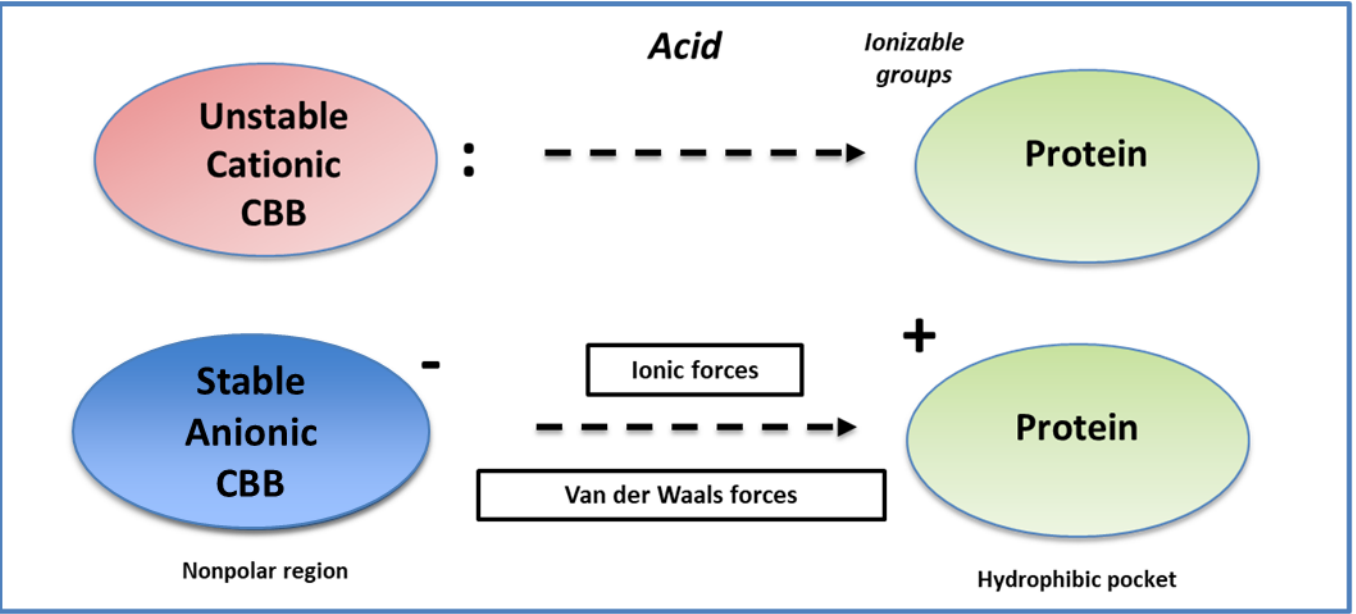 Acid
Ionizable
groups
Unstable
Cationic
CBB
:
Protein
-
+
Ionic forces
Stable
Anionic
CBB
Protein
Van der Waals forces
Nonpolar region
Hydrophibic pocket